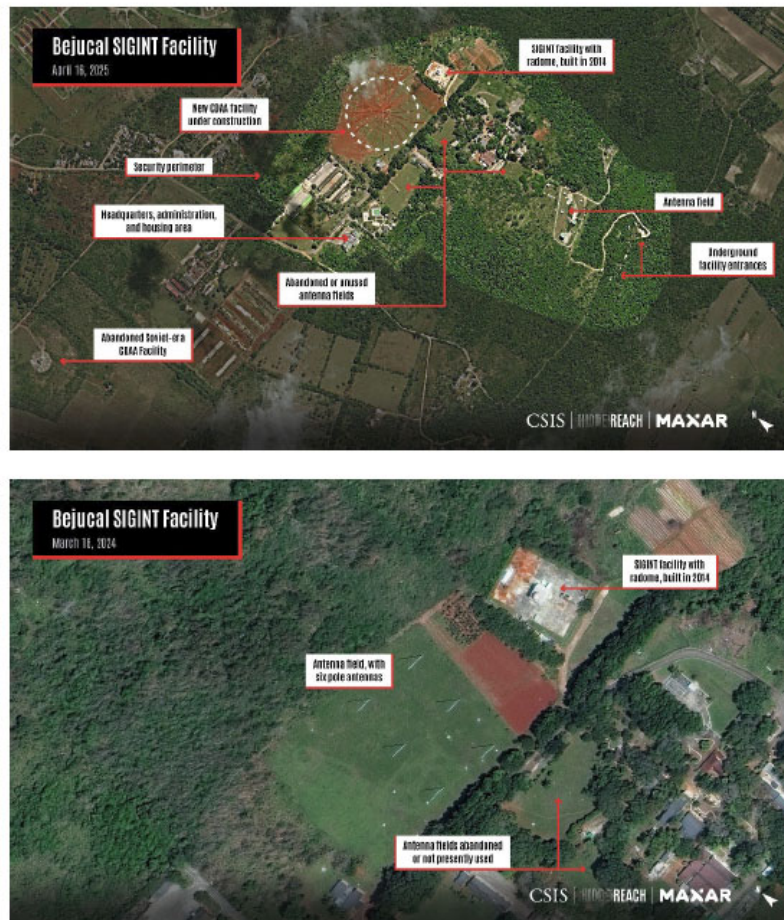 Bejucal SIGINT Facility
April 16, 2025
SIGINT facility with
radome, built in 2014
New CDAA facility
under construction
Security perimeter
Headquarters, administration,
and housing area
Antenna field
Underground
facility entrances
Abandoned or unused
antenna fields
Abandoned Soviet-era
CDAA Facility
CSIS | HIDDEN REACH | MAXAR
N
Bejucal SIGINT Facility
March 16, 2024
SIGINT facility with
radome, built in 2014
Antenna field, with
six pole antennas
Antenna fields abandoned
or not presently used
CSIS | HIDDEN REACH | MAXAR
N